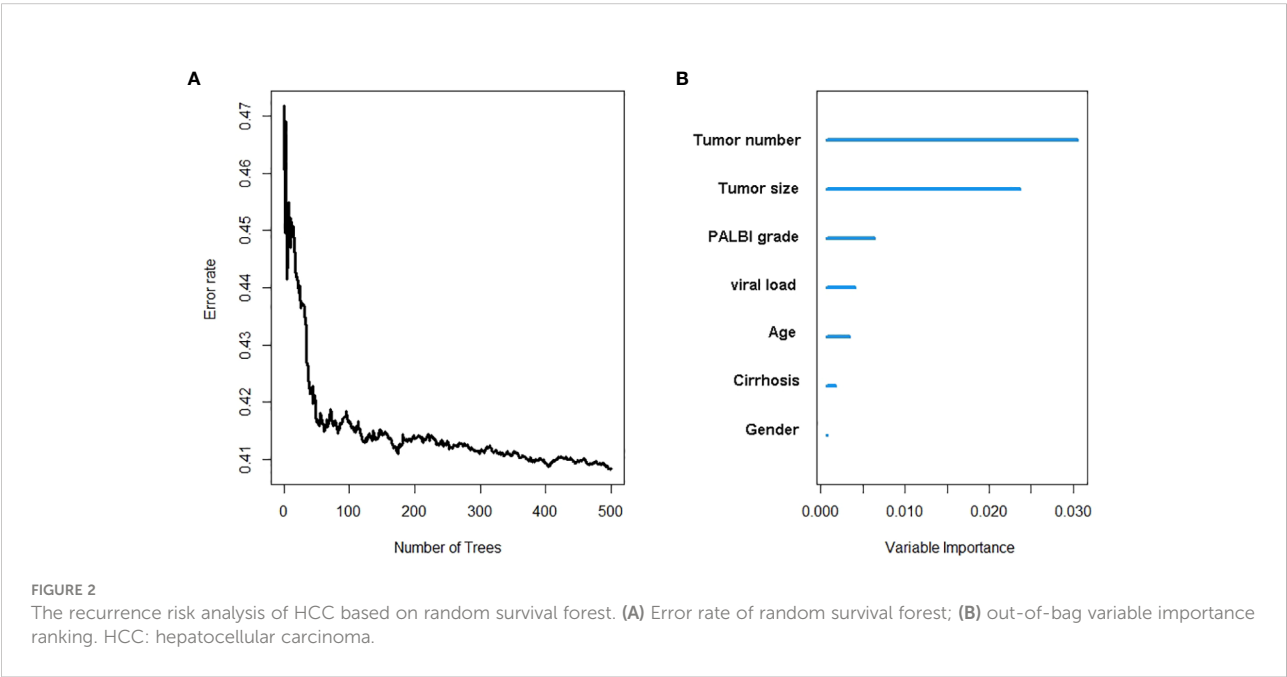 A
0.47
0.46
0.45
0.44
0.43
0.42
0.41
Error rate
0 100 200 300 400 500
Number of Trees
B
Tumor number
Tumor size
PALBI grade
viral load
Age
Cirrhosis
Gender
0.000 0.010 0.020 0.030
Variable Importance
FIGURE 2
The recurrence risk analysis of HCC based on random survival forest. (A) Error rate of random survival forest; (B) out-of-bag variable importance
ranking. HCC: hepatocellular carcinoma.